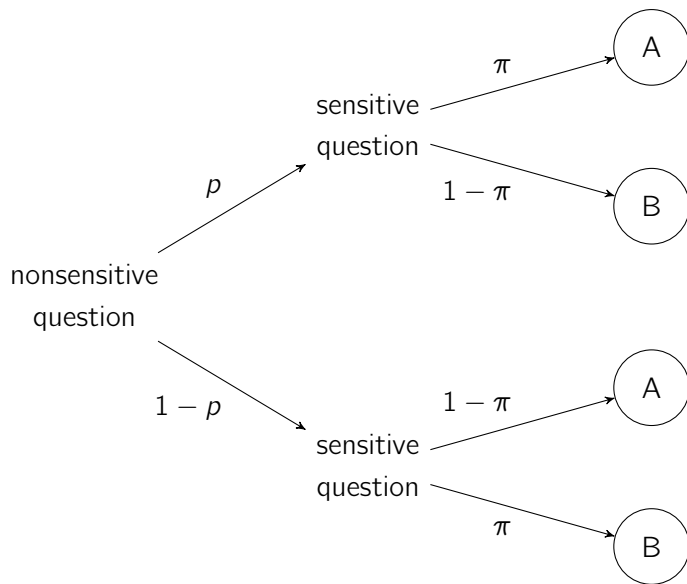 π
A
sensitive
question
1 − π
B
p
nonsensitive
question
1 − p
1 − π
A
sensitive
question
π
B